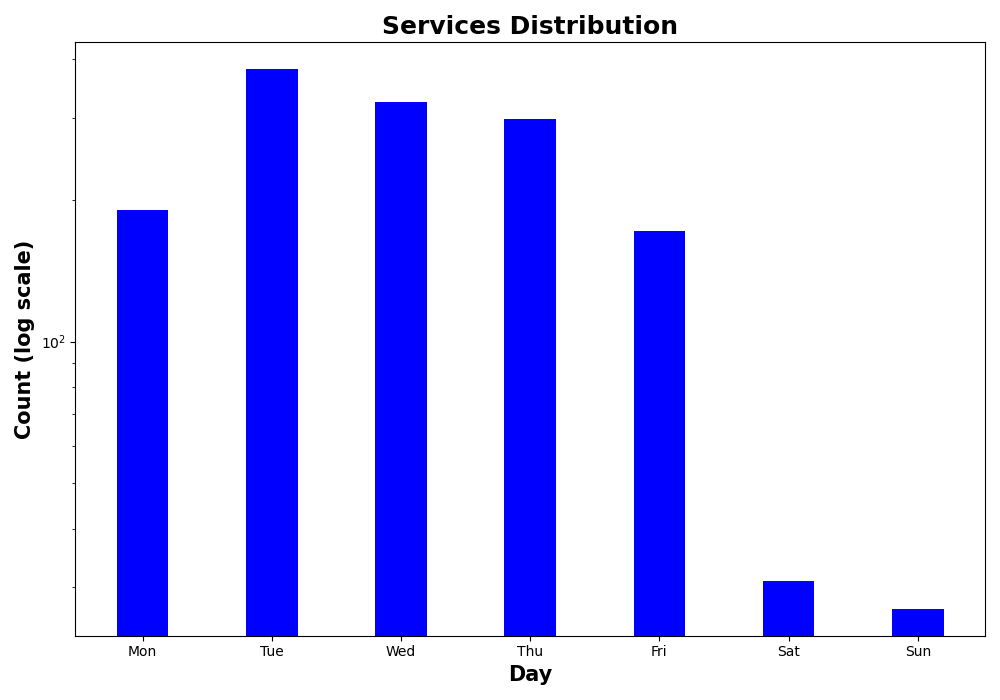 Services Distribution
Count (log scale)
10²
Mon Tue Wed Thu Fri Sat Sun
Day